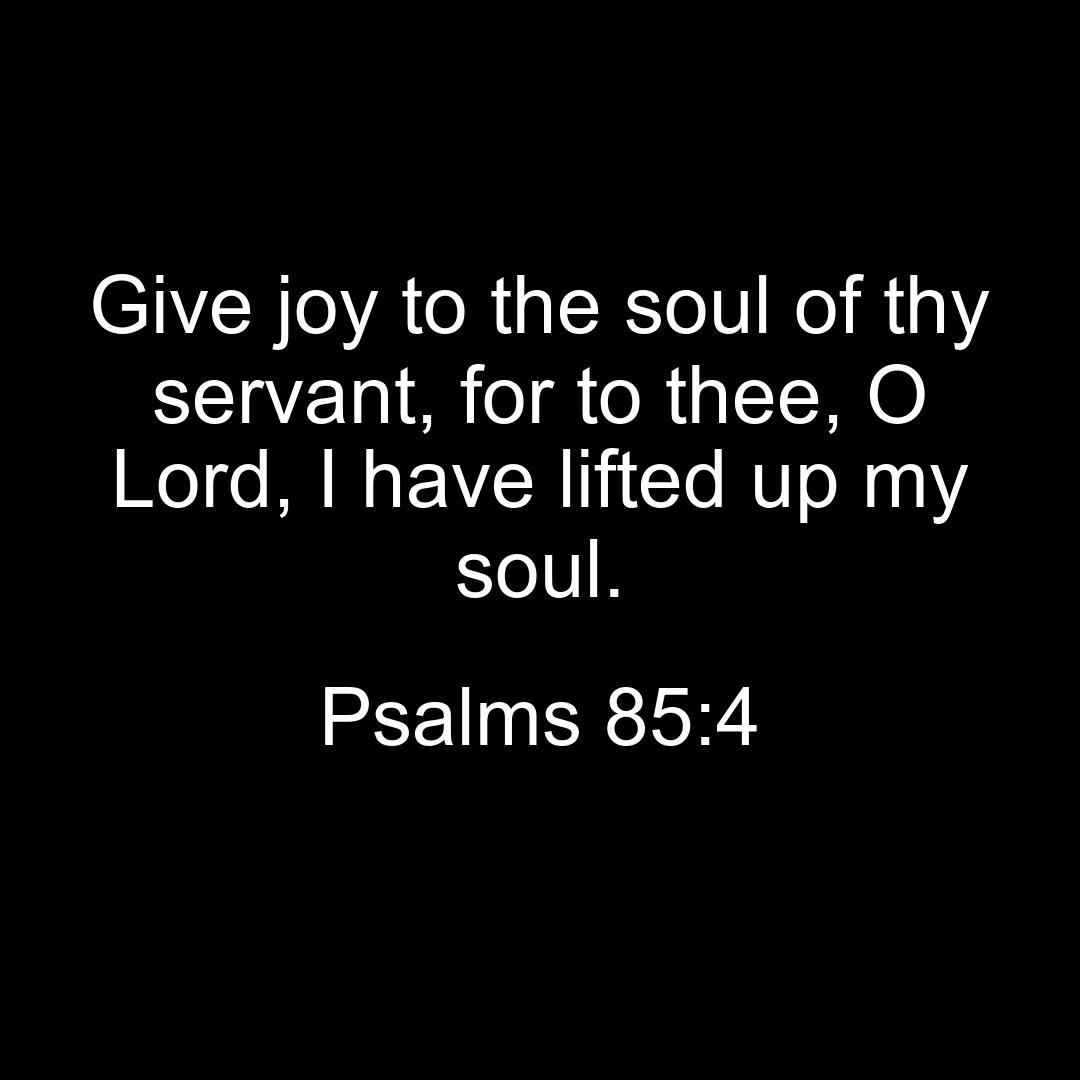 Give joy to the soul of thy
servant, for to thee, O
Lord, I have lifted up my
soul.
Psalms 85:4